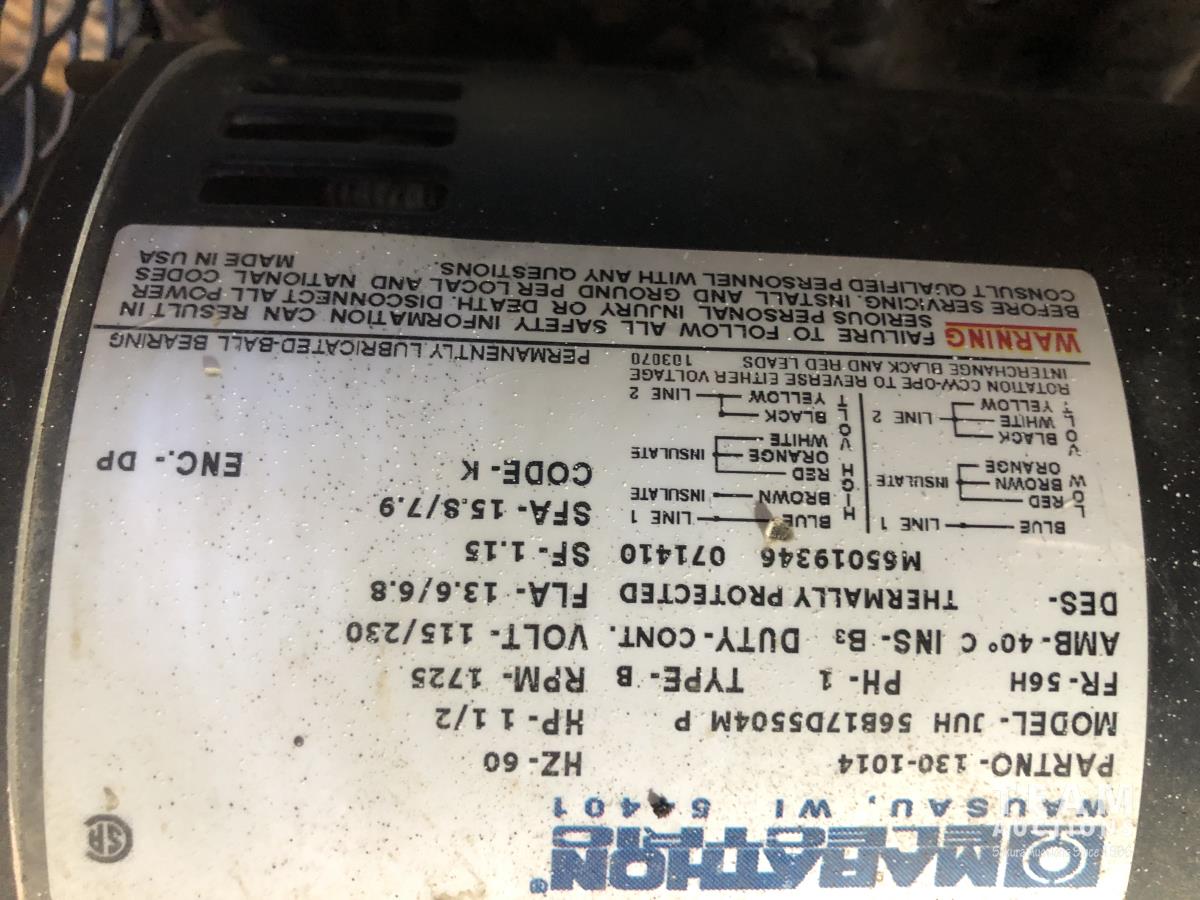 MARATHON®
ELECTRIC
WAUSAU, WI 54401
PARTNO- 130-1014 HZ- 60
MODEL- JUH 56B17D5504M P HP- 1 1/2
FR- 56H PH- 1 TYPE- B RPM- 1725
AMB- 40°C INS- B3 DUTY- CONT. VOLT- 115/230
DES- THERMALLY PROTECTED FLA- 13.6/6.8
M65019346 071410 SF- 1.15
SFA- 15.8/7.9
CODE- K ENC.- DP
LOW VOLT
BLUE LINE 1
RED
BROWN INSULATE
ORANGE
BLACK
WHITE LINE 2
YELLOW
HIGH VOLT
BLUE LINE 1
BROWN INSULATE
RED
ORANGE INSULATE
WHITE
BLACK
YELLOW LINE 2
ROTATION CCW-OPE TO REVERSE EITHER VOLTAGE
INTERCHANGE BLACK AND RED LEADS 103070
PERMANENTLY LUBRICATED-BALL BEARING
WARNING FAILURE TO FOLLOW ALL SAFETY INFORMATION CAN RESULT IN
SERIOUS PERSONAL INJURY OR DEATH. DISCONNECT ALL POWER
BEFORE SERVICING. INSTALL AND GROUND PER LOCAL AND NATIONAL CODES
CONSULT QUALIFIED PERSONNEL WITH ANY QUESTIONS. MADE IN USA
TEAM
AUCTIONS